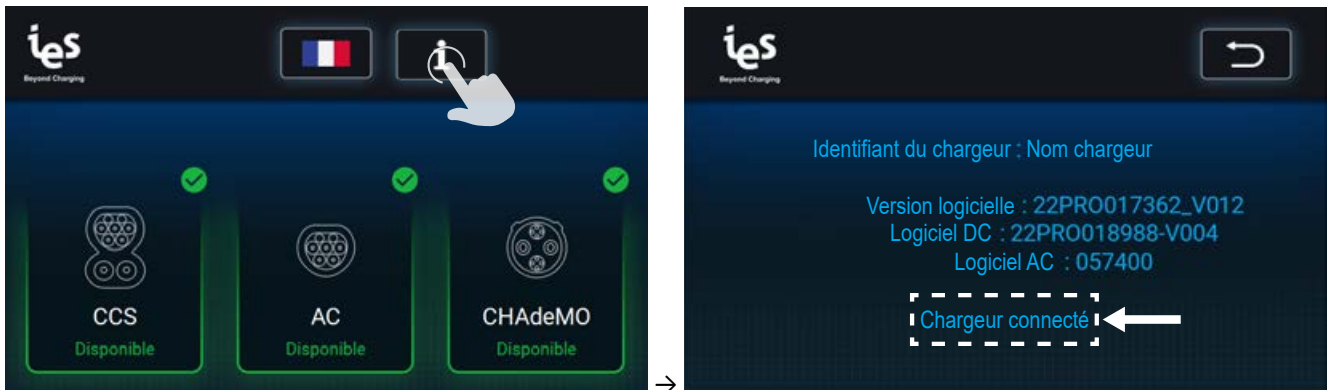 ies
Beyond Charging
i
CCS
Disponible
AC
Disponible
CHAdeMO
Disponible
→
ies
Beyond Charging
Identifiant du chargeur : Nom chargeur
Version logicielle : 22PRO017362_V012
Logiciel DC : 22PRO018988-V004
Logiciel AC : 057400
Chargeur connecté